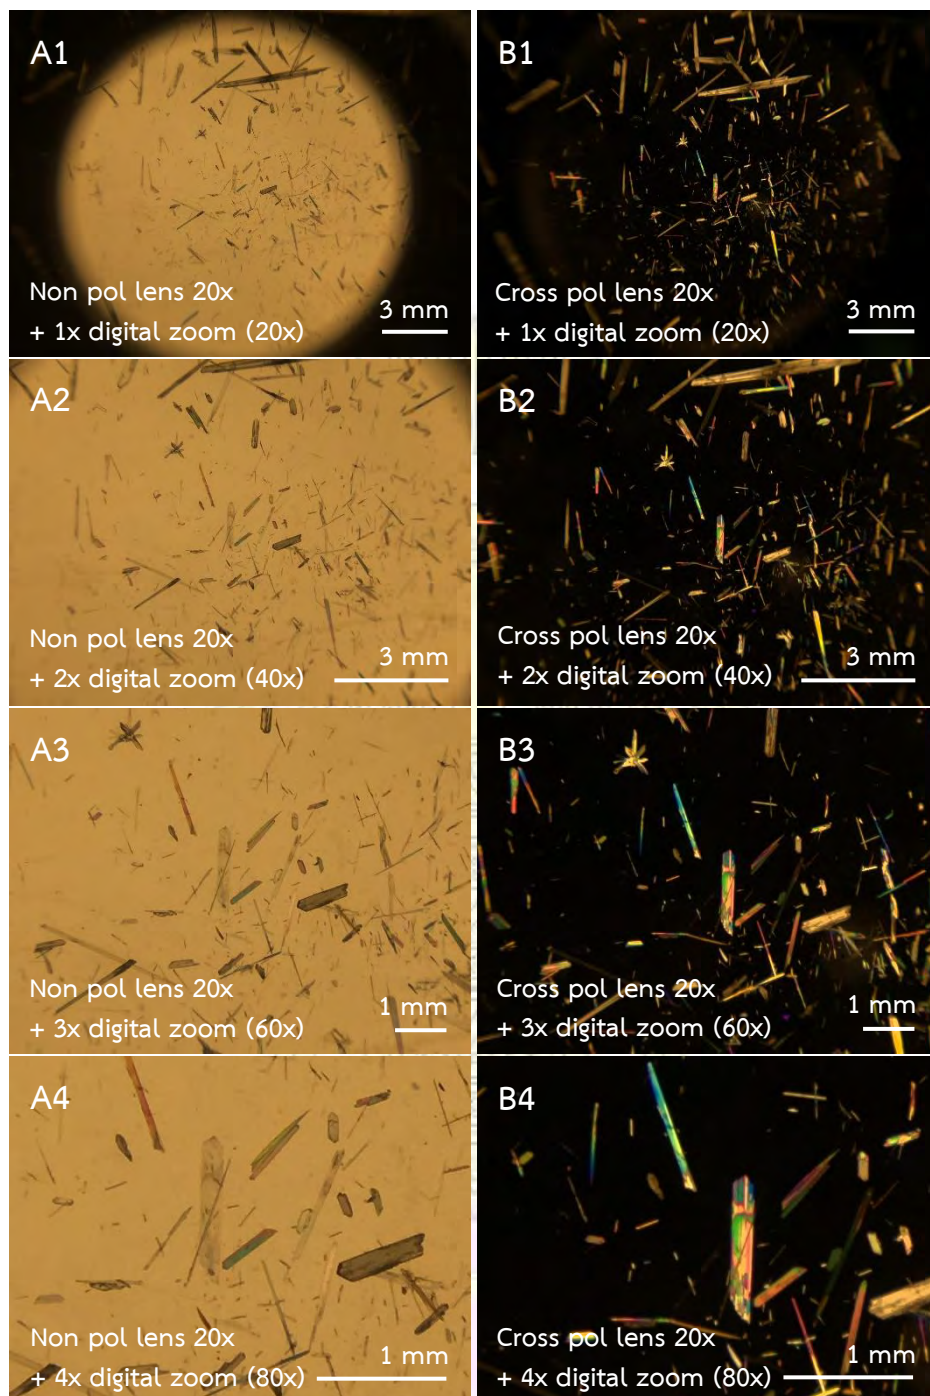 A1
Non pol lens 20x
+ 1x digital zoom (20x)
3 mm
B1
Cross pol lens 20x
+ 1x digital zoom (20x)
3 mm
A2
Non pol lens 20x
+ 2x digital zoom (40x)
3 mm
B2
Cross pol lens 20x
+ 2x digital zoom (40x)
3 mm
A3
Non pol lens 20x
+ 3x digital zoom (60x)
1 mm
B3
Cross pol lens 20x
+ 3x digital zoom (60x)
1 mm
A4
Non pol lens 20x
+ 4x digital zoom (80x)
1 mm
B4
Cross pol lens 20x
+ 4x digital zoom (80x)
1 mm